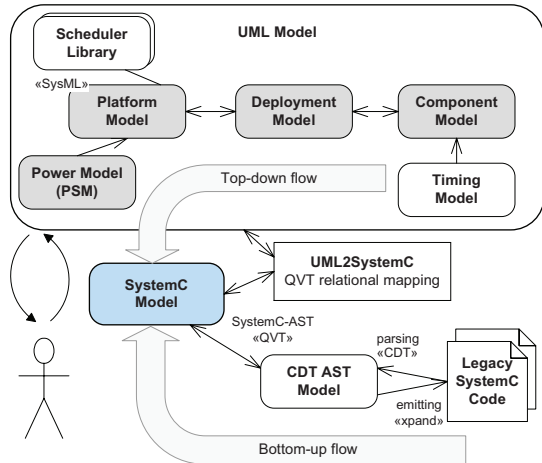 Scheduler
Library
UML Model
«SysML»
Platform
Model
Deployment
Model
Component
Model
Power Model
(PSM)
Top-down flow
Timing
Model
SystemC
Model
UML2SystemC
QVT relational mapping
SystemC-AST
«QVT»
parsing
«CDT»
CDT AST
Model
Legacy
SystemC
Code
emitting
«xpand»
Bottom-up flow